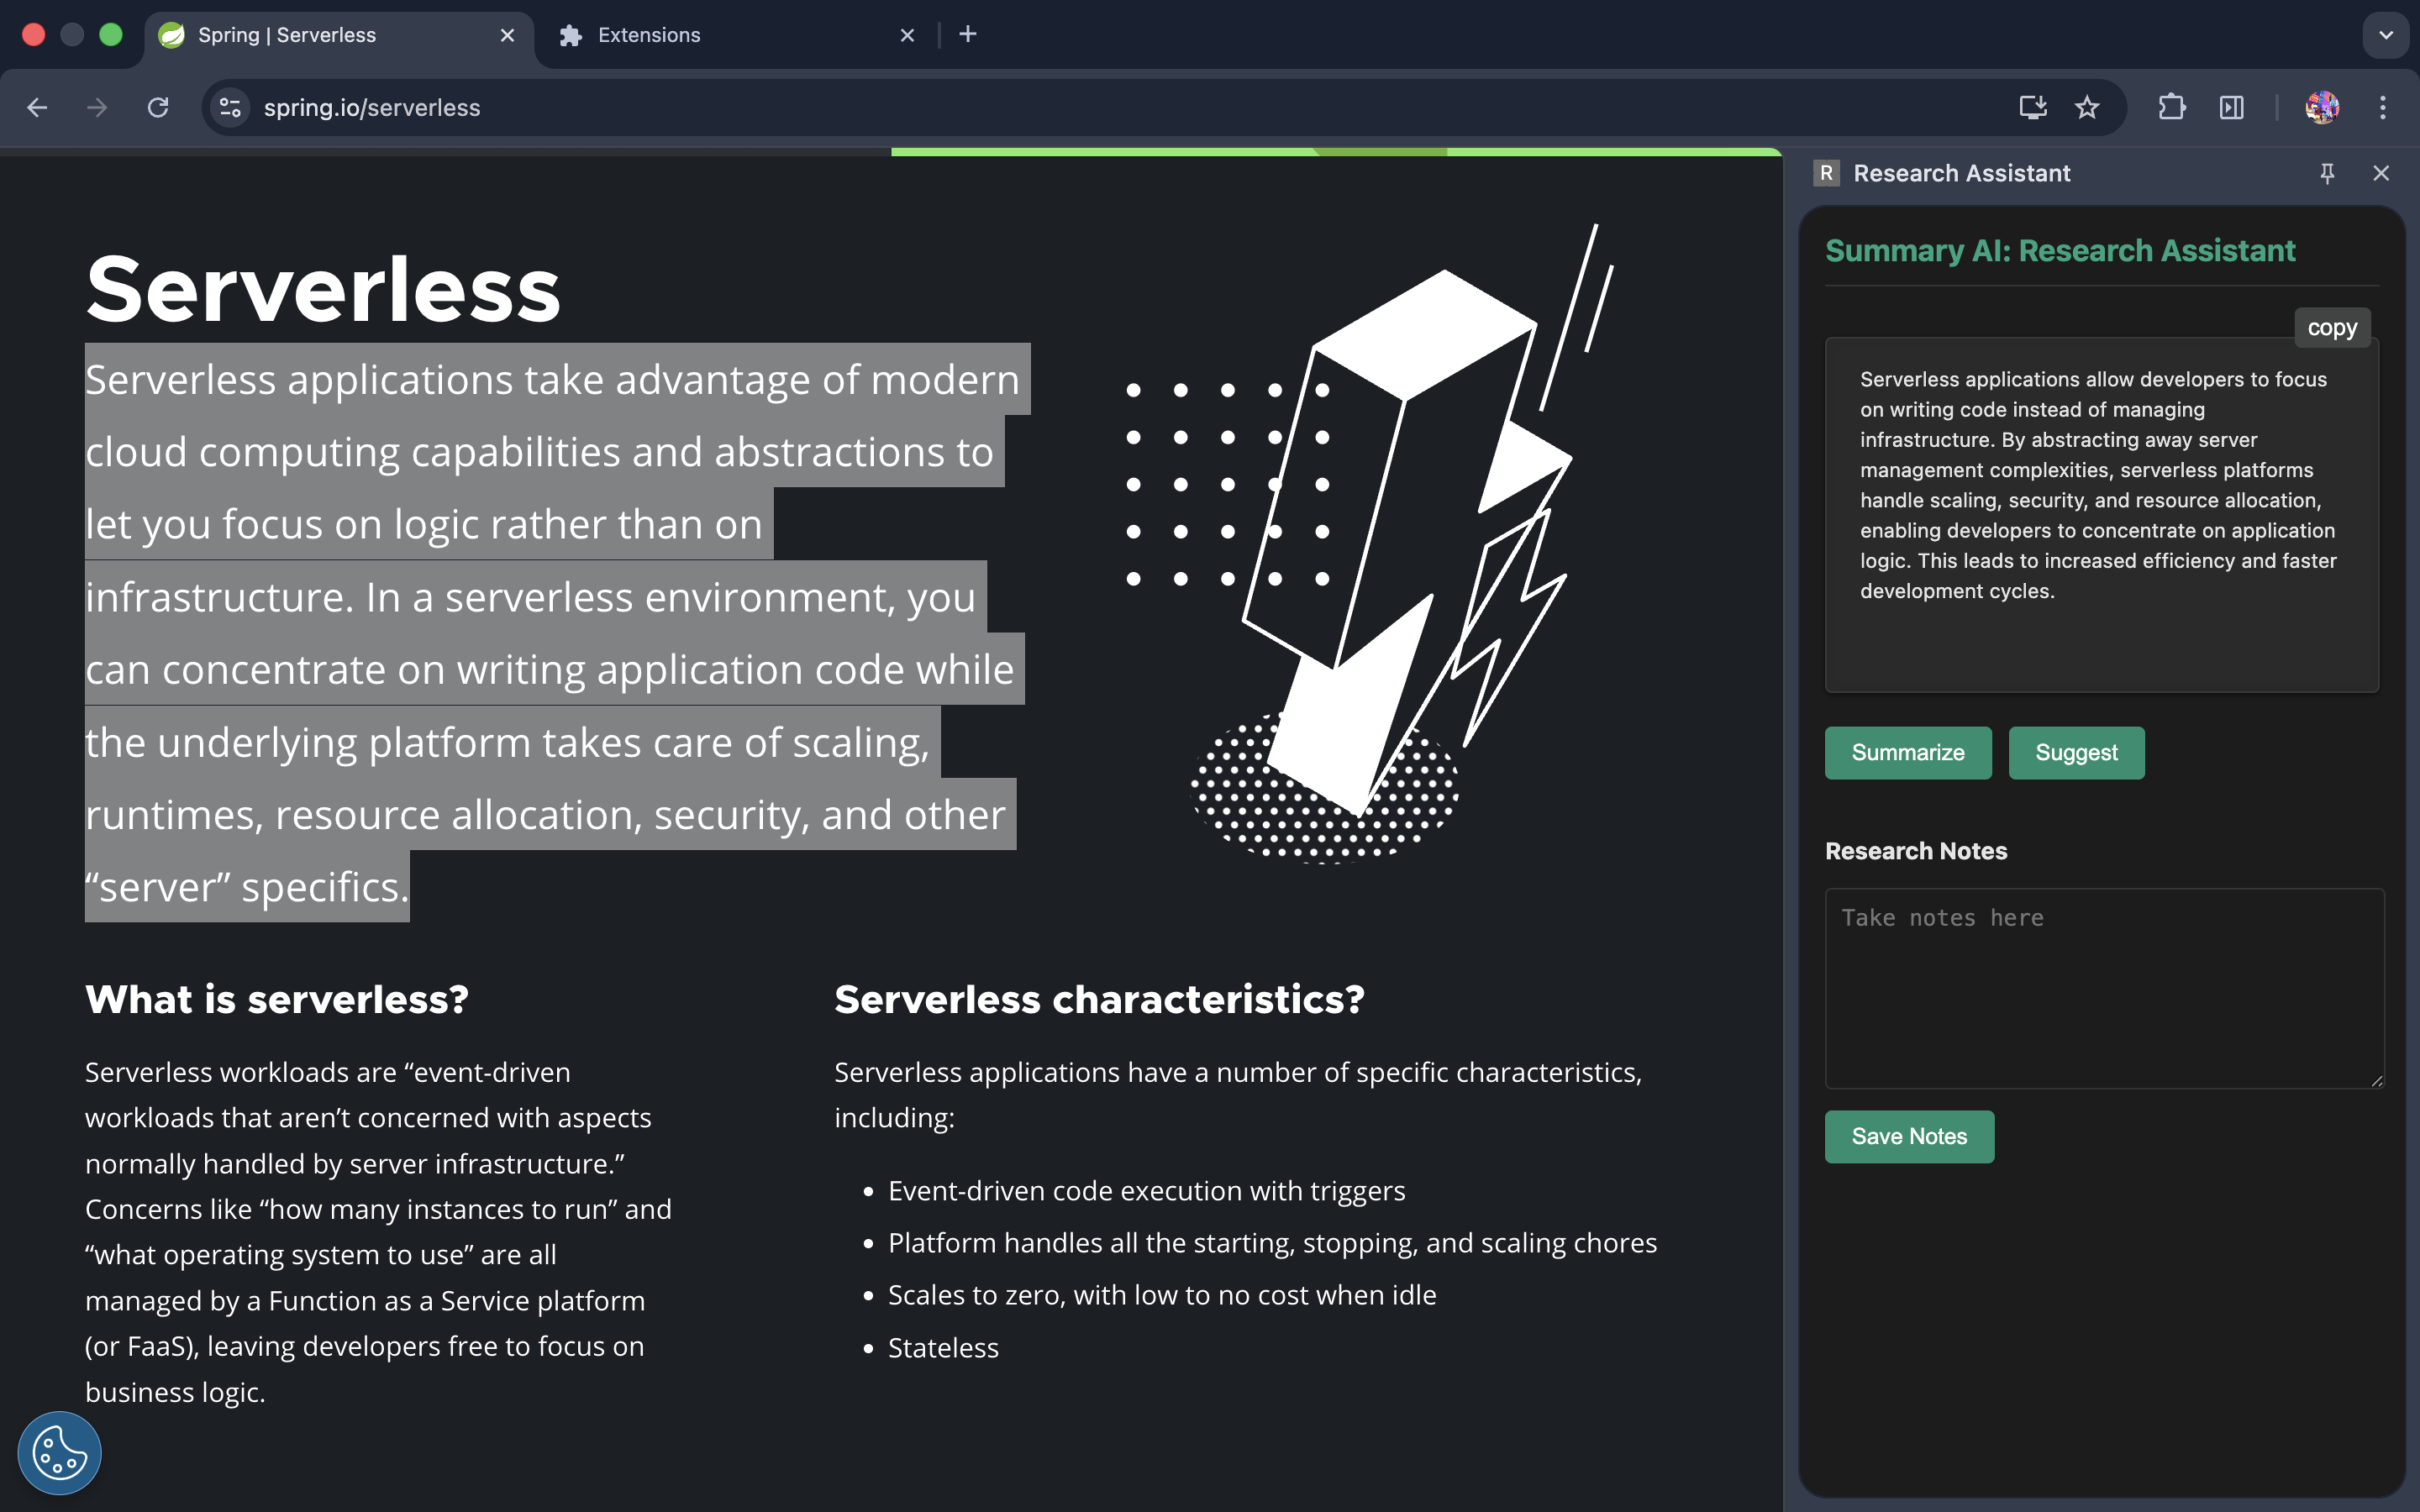 Spring | Serverless
Extensions
spring.io/serverless
Serverless
Serverless applications take advantage of modern
cloud computing capabilities and abstractions to
let you focus on logic rather than on
infrastructure. In a serverless environment, you
can concentrate on writing application code while
the underlying platform takes care of scaling,
runtimes, resource allocation, security, and other
“server” specifics.
What is serverless?
Serverless workloads are “event-driven
workloads that aren’t concerned with aspects
normally handled by server infrastructure.”
Concerns like “how many instances to run” and
“what operating system to use” are all
managed by a Function as a Service platform
(or FaaS), leaving developers free to focus on
business logic.
Serverless characteristics?
Serverless applications have a number of specific characteristics,
including:
• Event-driven code execution with triggers
• Platform handles all the starting, stopping, and scaling chores
• Scales to zero, with low to no cost when idle
• Stateless
R Research Assistant
Summary AI: Research Assistant
copy
Serverless applications allow developers to focus
on writing code instead of managing
infrastructure. By abstracting away server
management complexities, serverless platforms
handle scaling, security, and resource allocation,
enabling developers to concentrate on application
logic. This leads to increased efficiency and faster
development cycles.
Summarize Suggest
Research Notes
Take notes here
Save Notes